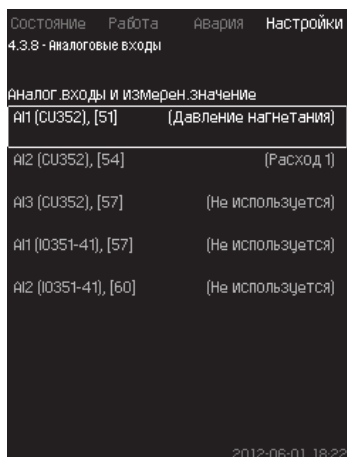 Состояние Работа Авария Настройки
4.3.8 - Аналоговые входы
Аналог.входы и измерен.значение
AI1 (CU352), [51] (Давление нагнетания)
AI2 (CU352), [54] (Расход 1)
AI3 (CU352), [57] (Не используется)
AI1 (IO351-41), [57] (Не используется)
AI2 (IO351-41), [60] (Не используется)
2012-06-01 18:22